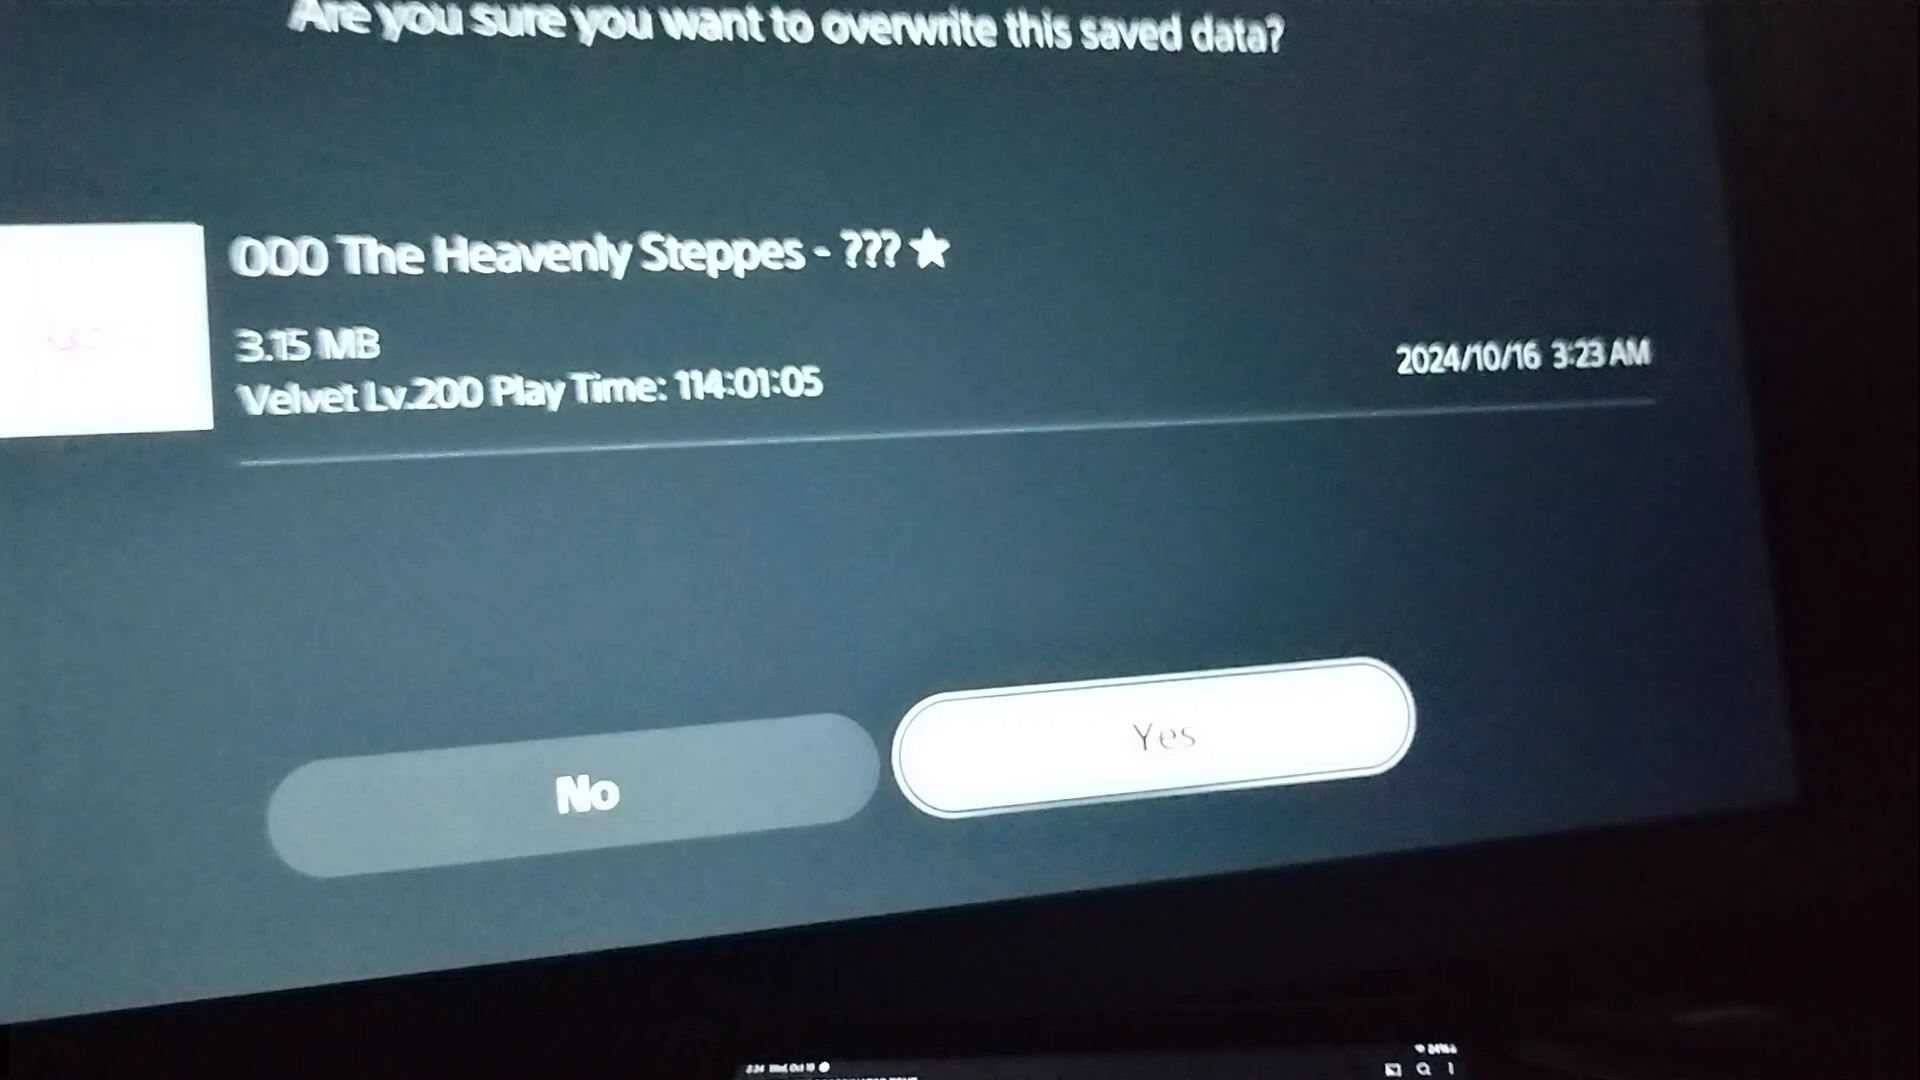 Are you sure you want to overwrite this saved data?
000 The Heavenly Steppes - ??? ★
3.15 MB
2024/10/16 3:23 AM
Velvet Lv.200 Play Time: 114:01:05
No
Yes